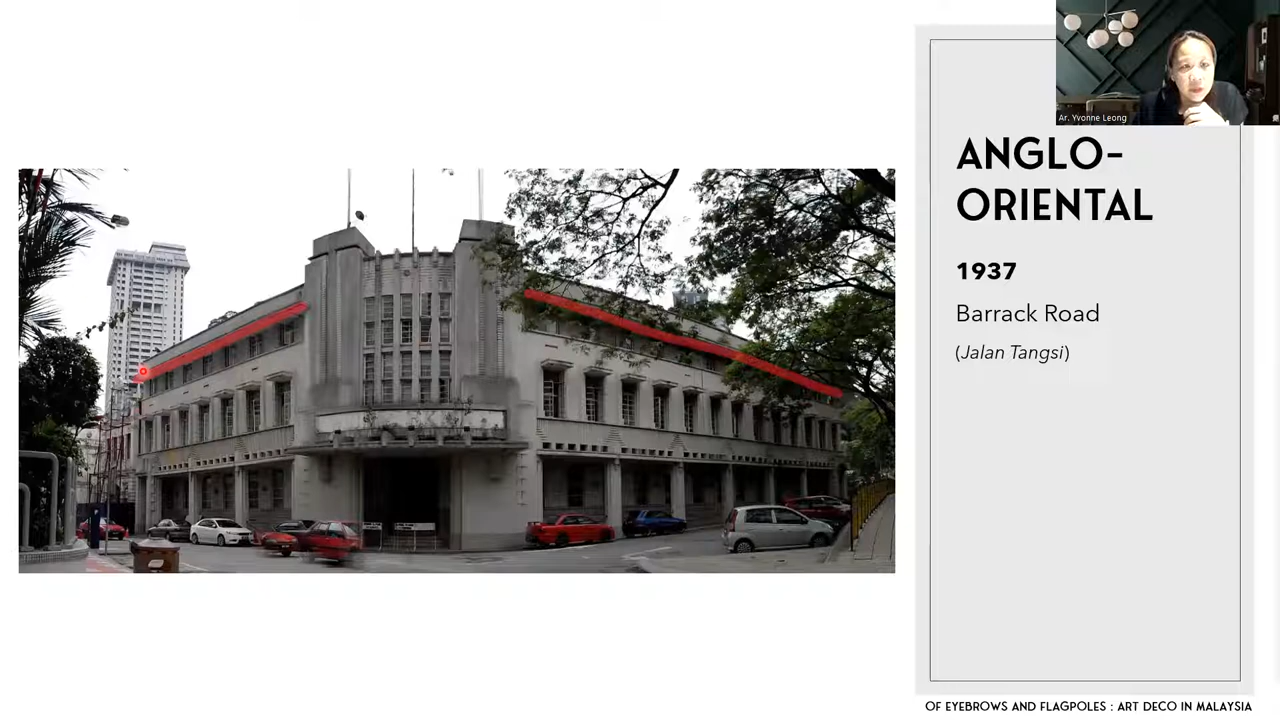 Ar. Yvonne Leong
ANGLO-
ORIENTAL
1937
Barrack Road
(Jalan Tangsi)
OF EYEBROWS AND FLAGPOLES : ART DECO IN MALAYSIA